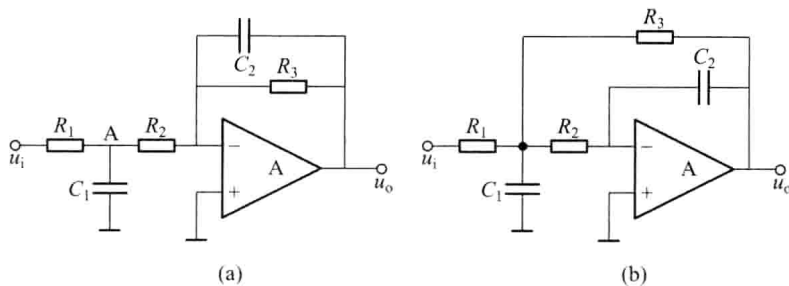 C₂
R₃
R₁ A R₂
uᵢ
C₁
−
A
+
uₒ
(a)
R₃
C₂
R₁ R₂
uᵢ
C₁
−
A
+
uₒ
(b)